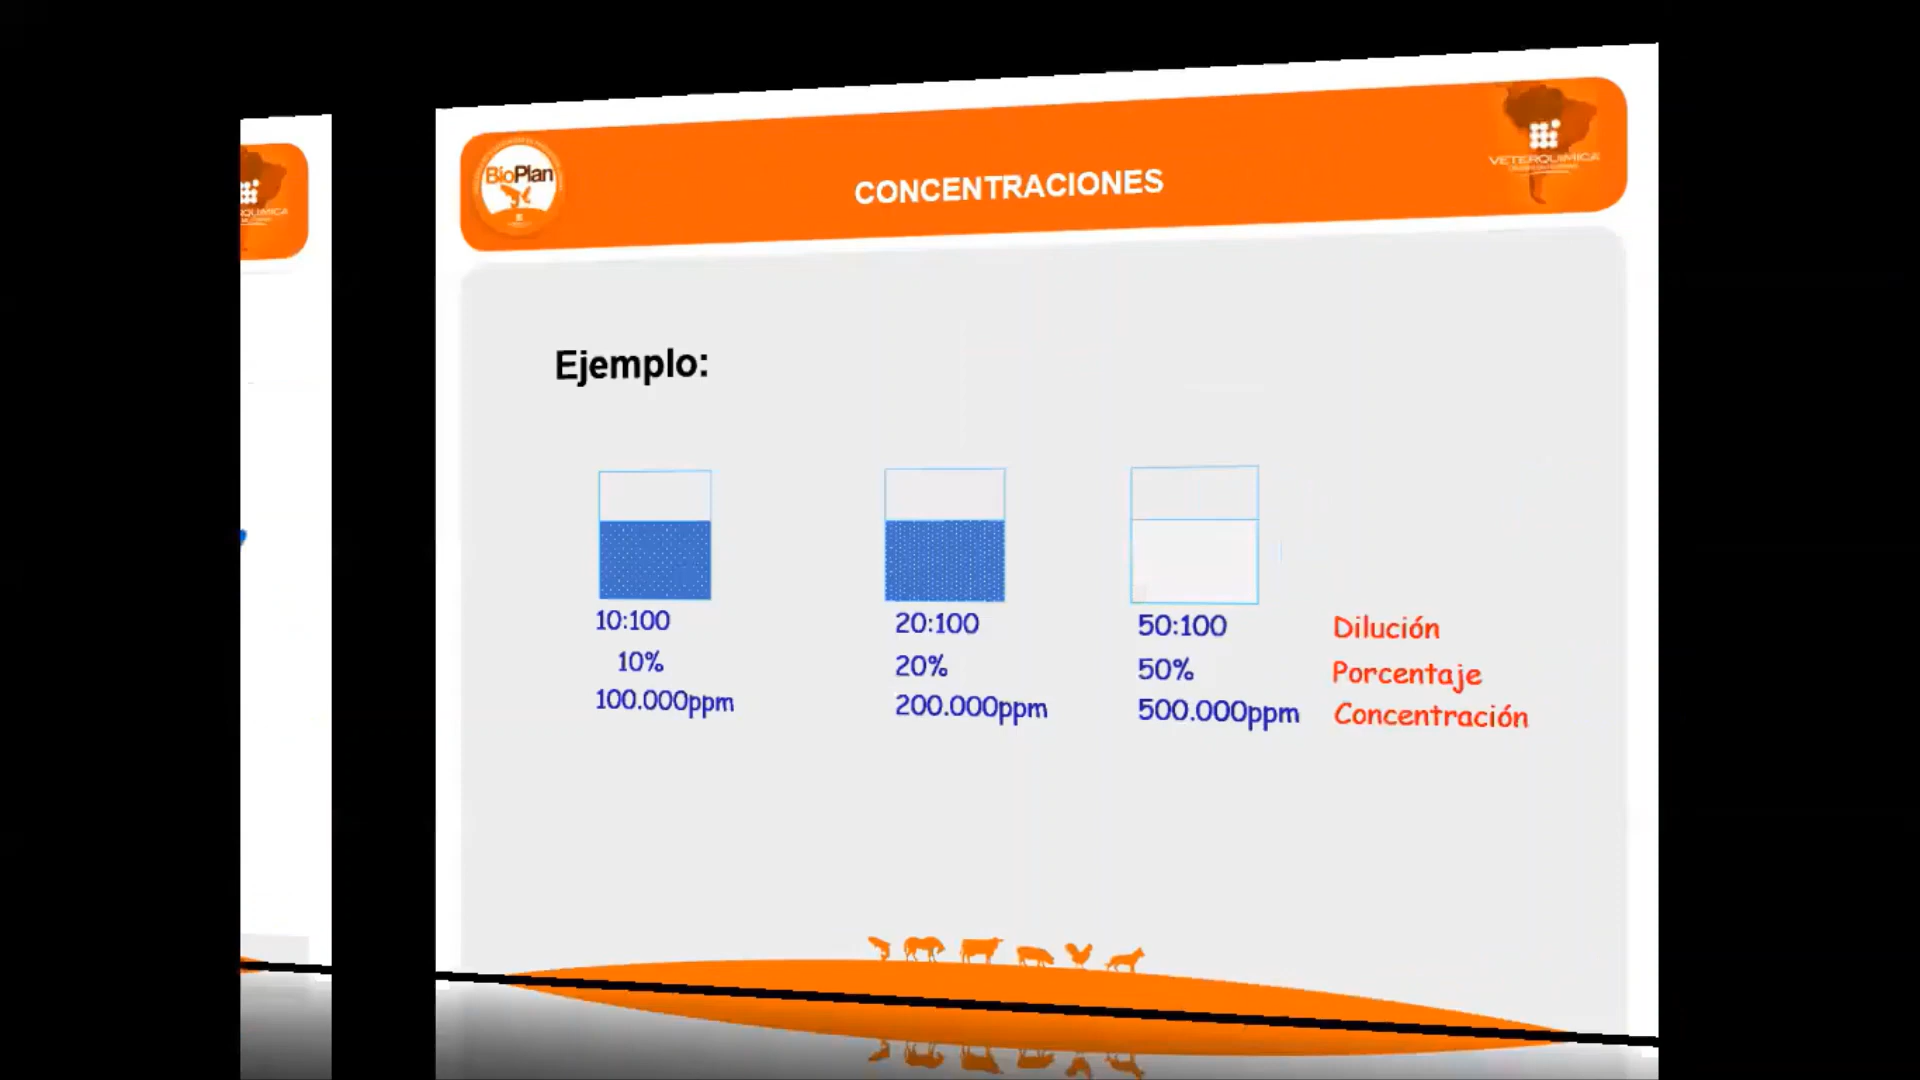 CONCENTRACIONES
BioPlan
VETERQUIMICA
QUIMICA
Ejemplo:
10:100 20:100 50:100 Dilución
10% 20% 50% Porcentaje
100.000ppm 200.000ppm 500.000ppm Concentración